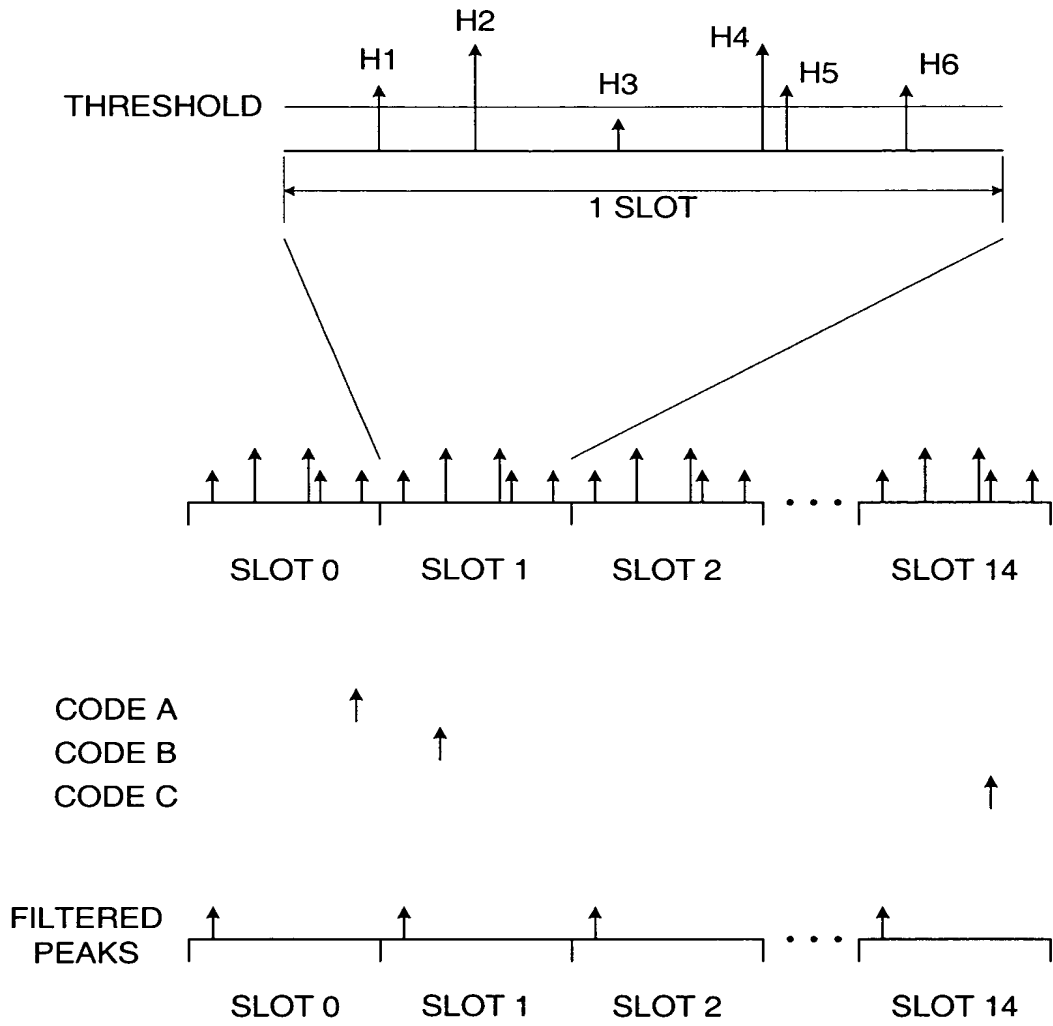 H1
H2
H3
H4
H5
H6
THRESHOLD
1 SLOT
• • •
SLOT 0
SLOT 1
SLOT 2
SLOT 14
CODE A
CODE B
CODE C
FILTERED
PEAKS
• • •
SLOT 0
SLOT 1
SLOT 2
SLOT 14